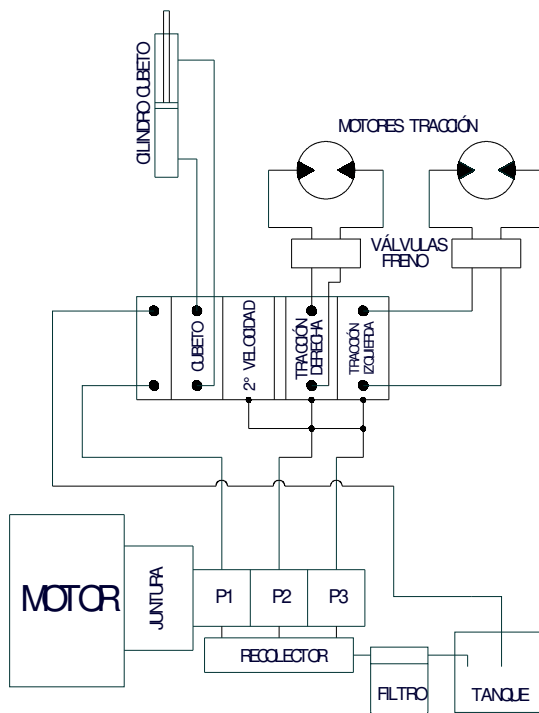 CILINDRO CUBETO
MOTORES TRACCIÓN
VÁLVULAS
FRENO
CUBETO
2º VELOCIDAD
TRACCIÓN
DERECHA
TRACCIÓN
IZQUIERDA
MOTOR
JUNTURA
P1
P2
P3
RECOLECTOR
FILTRO
TANQUE